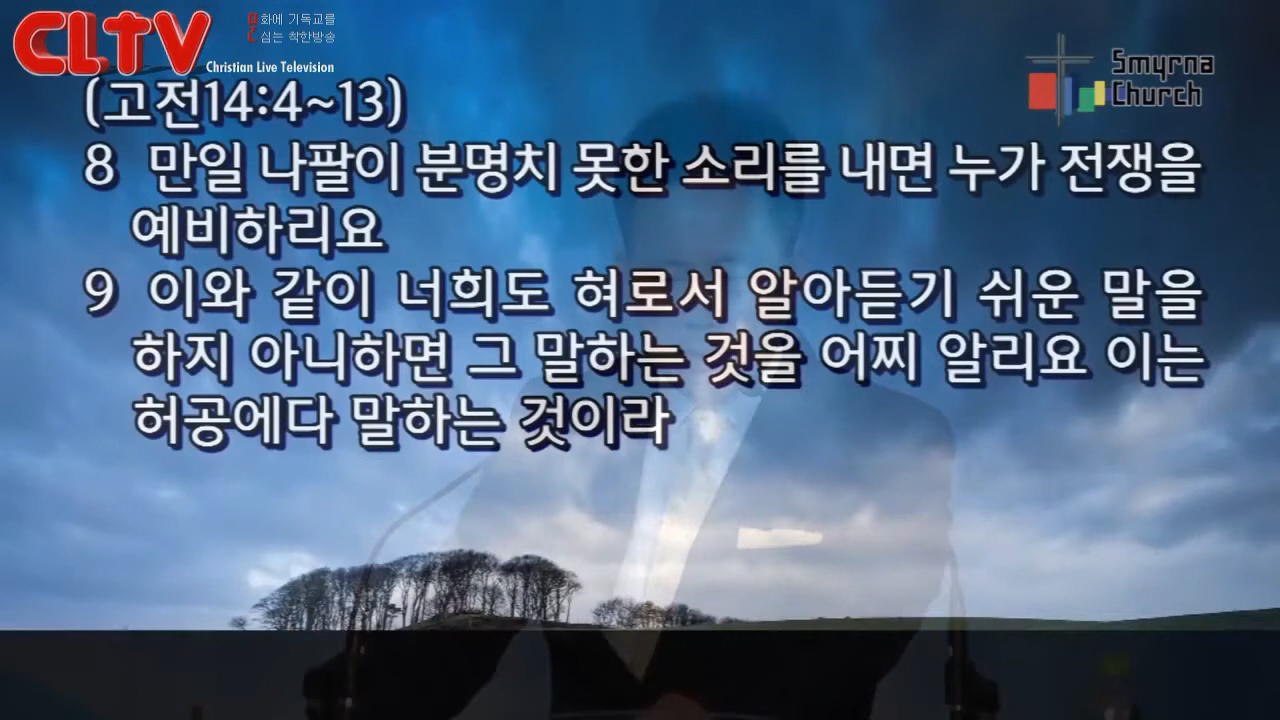 CLTV
문화에 기독교를
심는 착한방송
Christian Live Television
Smyrna
Church
(고전14:4~13)
8 만일 나팔이 분명치 못한 소리를 내면 누가 전쟁을
예비하리요
9 이와 같이 너희도 혀로서 알아듣기 쉬운 말을
하지 아니하면 그 말하는 것을 어찌 알리요 이는
허공에다 말하는 것이라